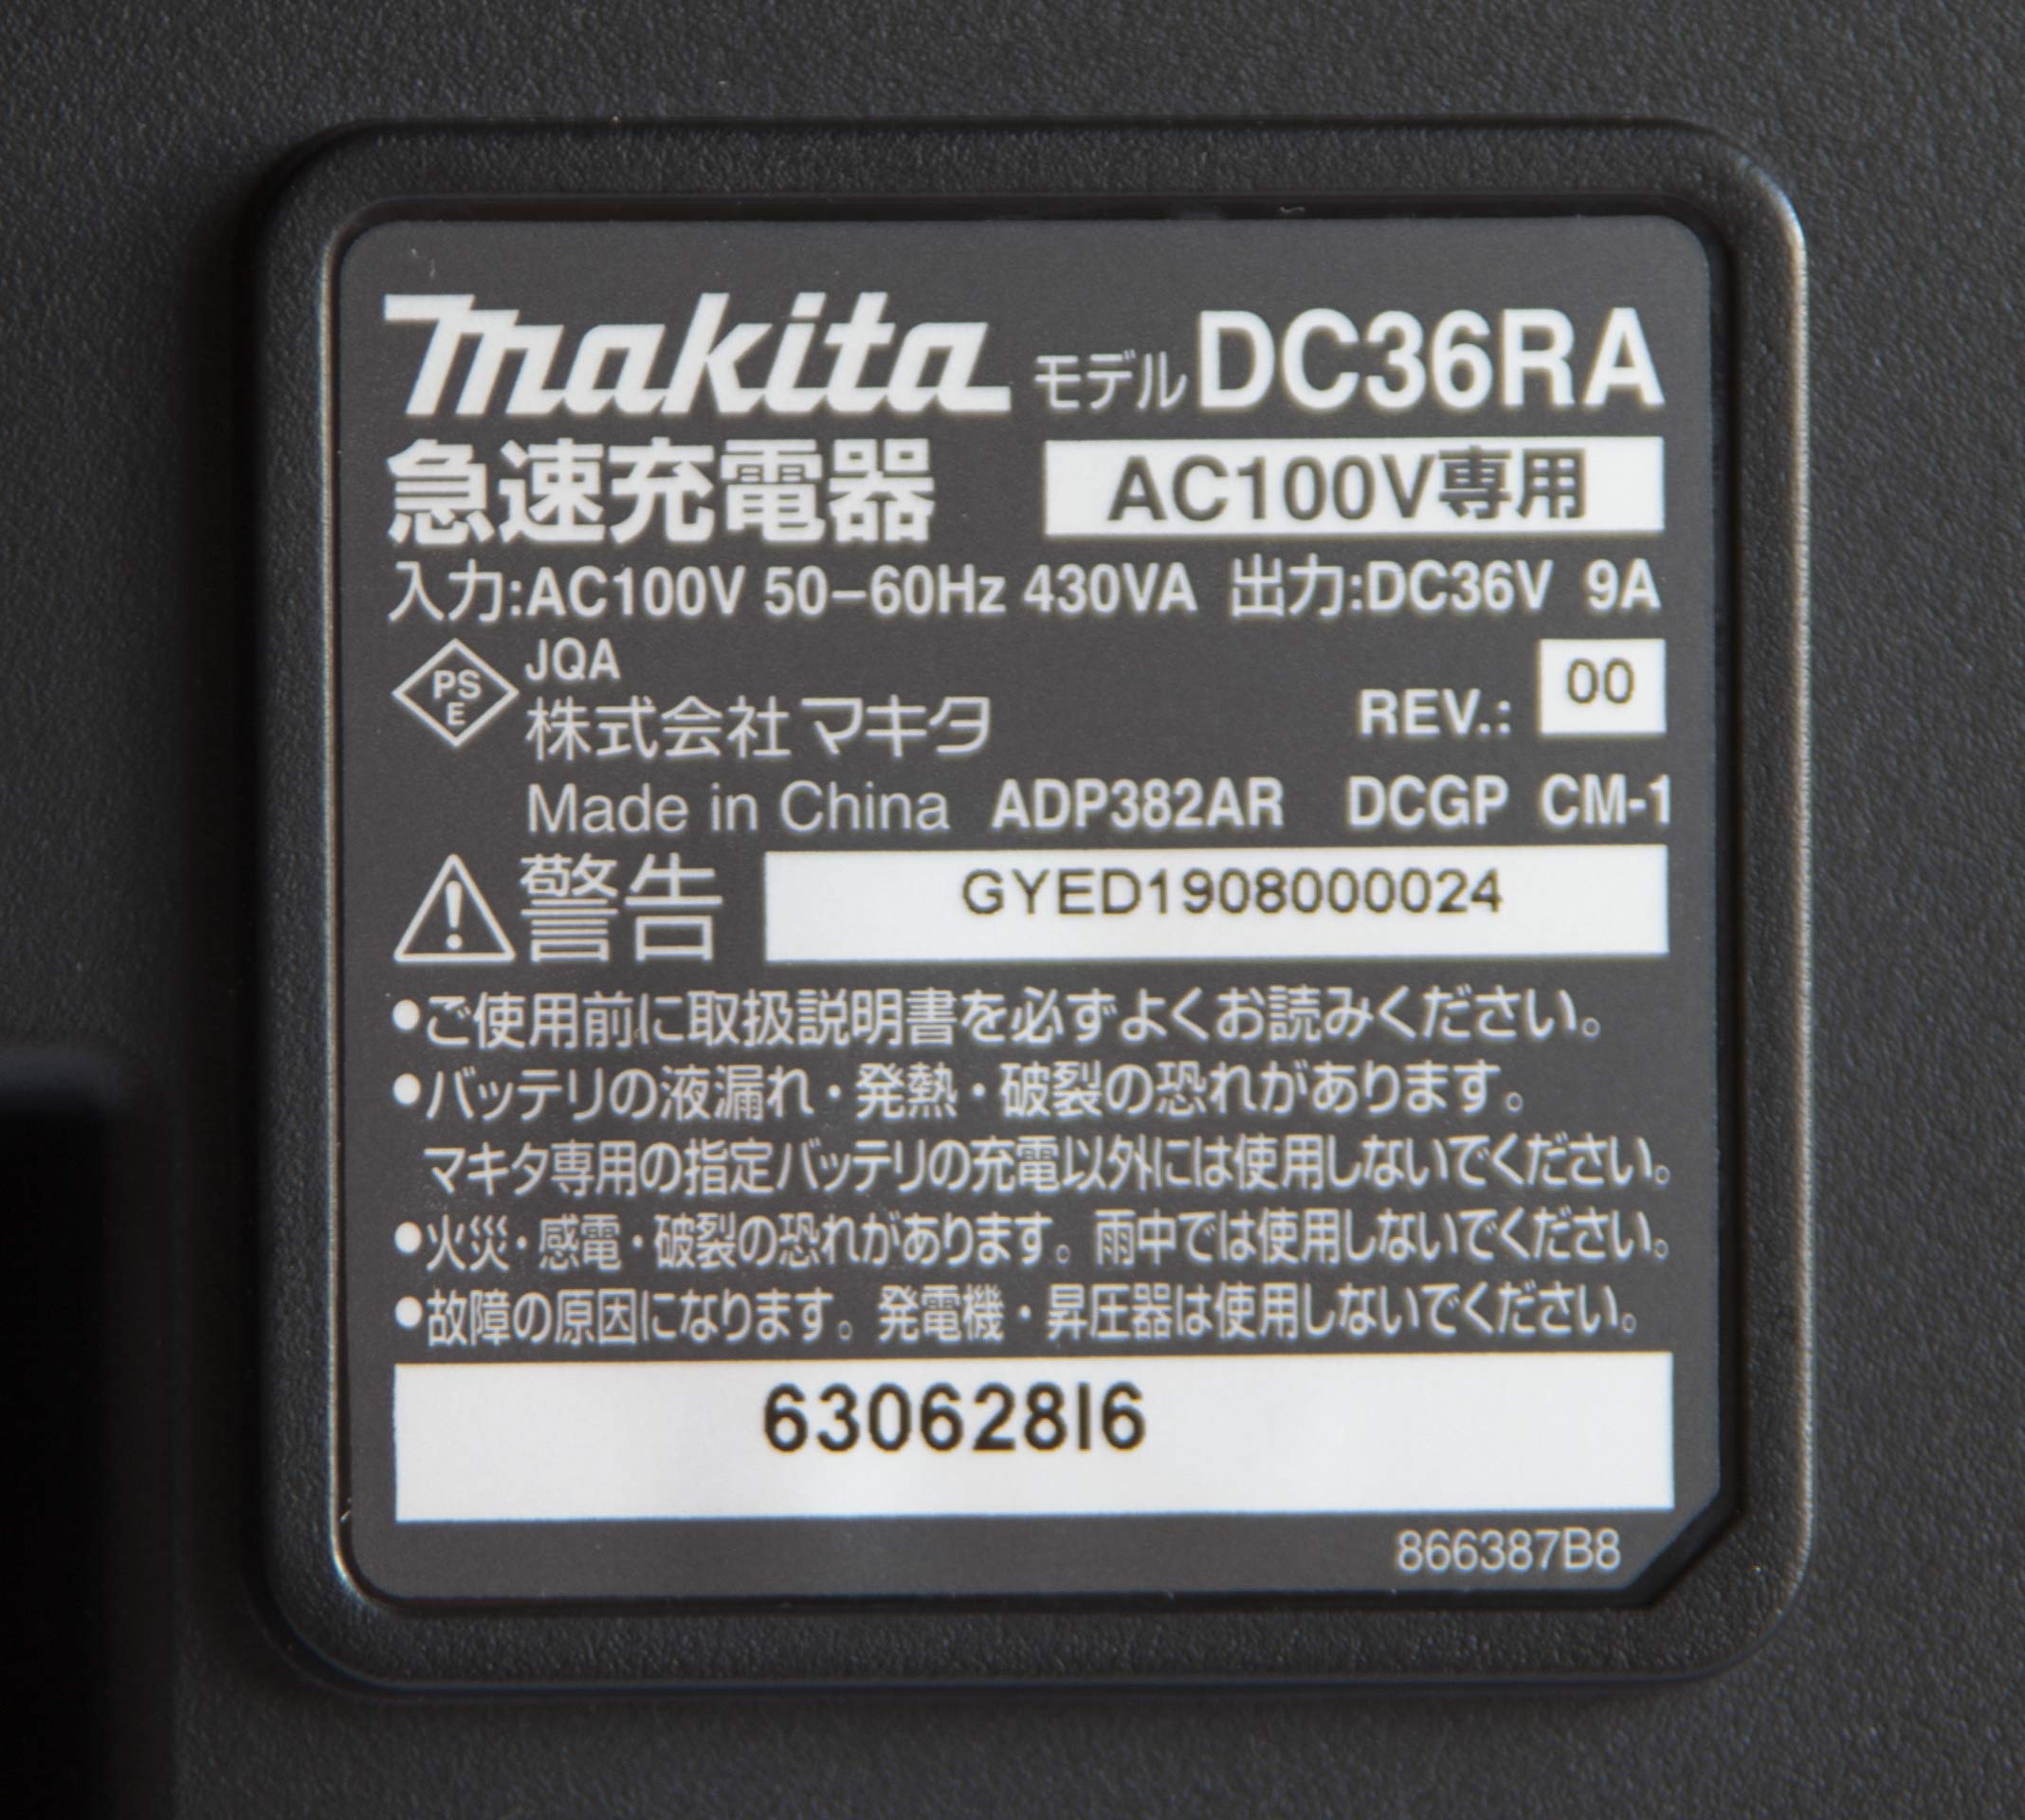 makita モデル DC36RA
急速充電器 AC100V専用
入力:AC100V 50–60Hz 430VA 出力:DC36V 9A
PS
E
JQA
株式会社マキタ REV.: 00
Made in China ADP382AR DCGP CM-1
警告 GYED1908000024
•ご使用前に取扱説明書を必ずよくお読みください。
•バッテリの液漏れ・発熱・破裂の恐れがあります。
マキタ専用の指定バッテリの充電以外には使用しないでください。
•火災・感電・破裂の恐れがあります。雨中では使用しないでください。
•故障の原因になります。発電機・昇圧器は使用しないでください。
630628I6
866387B8